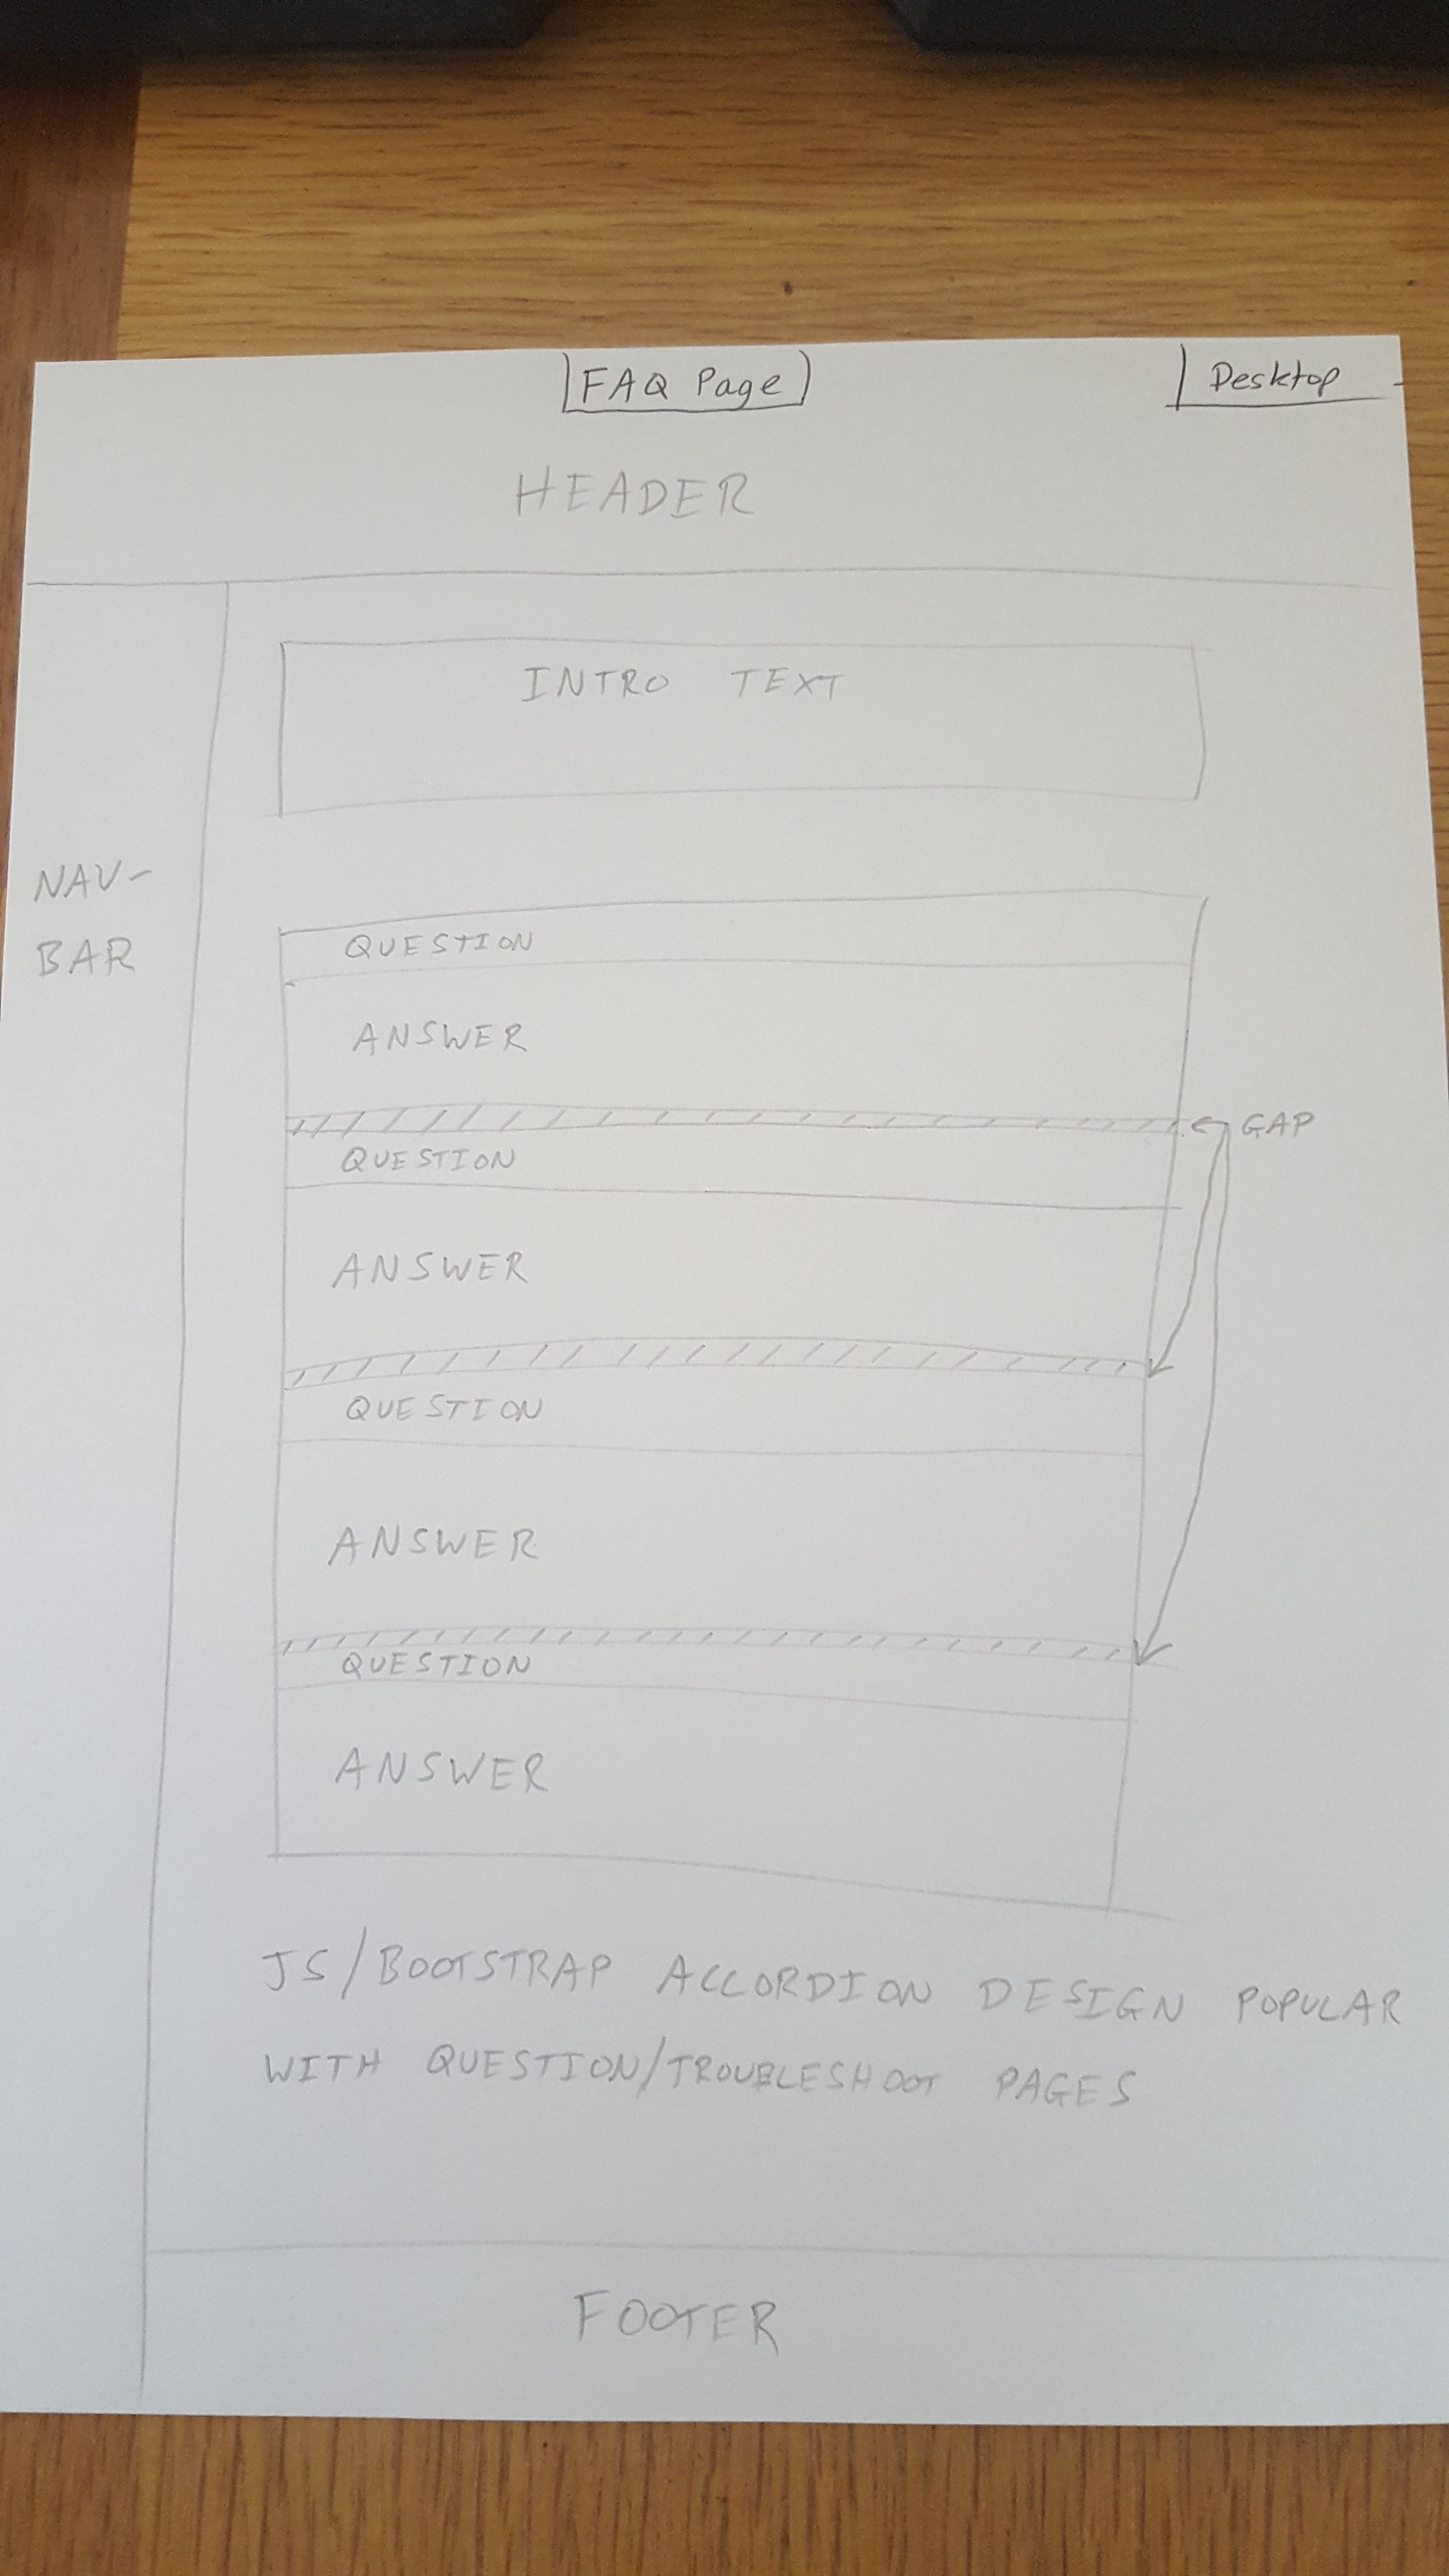 FAQ Page
Desktop
HEADER
INTRO TEXT
NAV-
BAR
QUESTION
ANSWER
GAP
QUESTION
ANSWER
QUESTION
ANSWER
QUESTION
ANSWER
JS/BOOTSTRAP ACCORDION DESIGN POPULAR
WITH QUESTION/TROUBLESHOOT PAGES
FOOTER